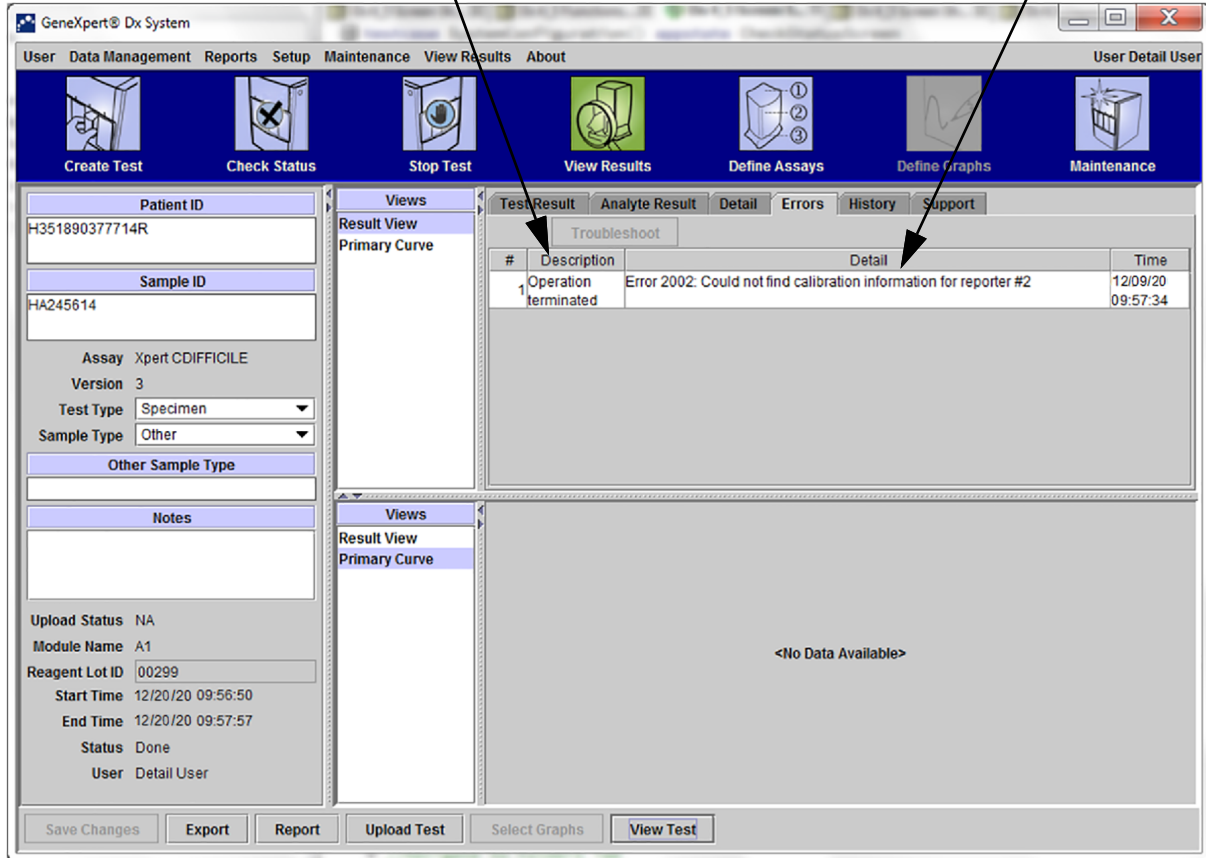 GeneXpert® Dx System
User Data Management Reports Setup Maintenance View Results About User Detail User
Create Test Check Status Stop Test View Results Define Assays Define Graphs Maintenance
Patient ID
H351890377714R
Sample ID
HA245614
Assay Xpert CDIFFICILE
Version 3
Test Type Specimen
Sample Type Other
Other Sample Type
Notes
Upload Status NA
Module Name A1
Reagent Lot ID 00299
Start Time 12/20/20 09:56:50
End Time 12/20/20 09:57:57
Status Done
User Detail User
Views
Result View
Primary Curve
Test Result Analyte Result Detail Errors History Support
Troubleshoot
# Description Detail Time
1 Operation terminated Error 2002: Could not find calibration information for reporter #2 12/09/20 09:57:34
Views
Result View
Primary Curve
<No Data Available>
Save Changes Export Report Upload Test Select Graphs View Test